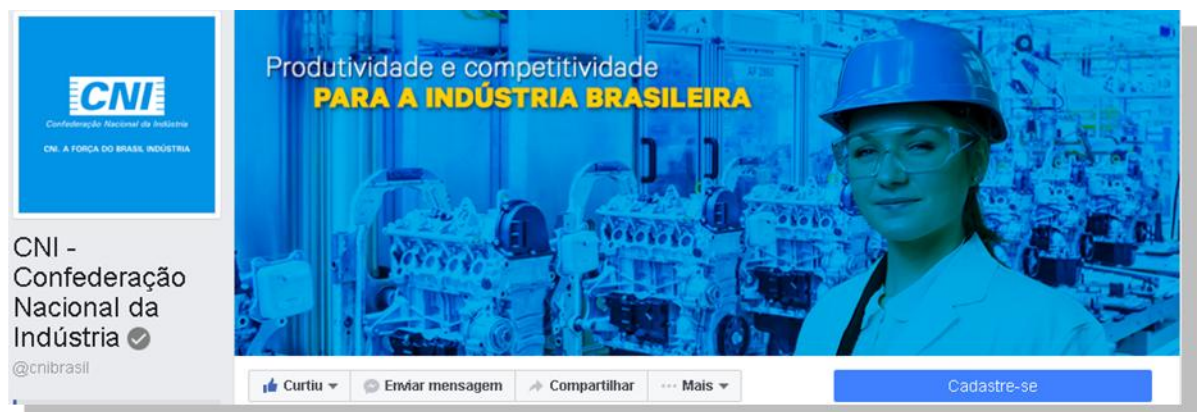 CNI
Confederação Nacional da Indústria
CNI. A FORÇA DO BRASIL INDÚSTRIA
Produtividade e competitividade
PARA A INDÚSTRIA BRASILEIRA
CNI -
Confederação
Nacional da
Indústria
@cnibrasil
Curtiu
Enviar mensagem
Compartilhar
Mais
Cadastre-se